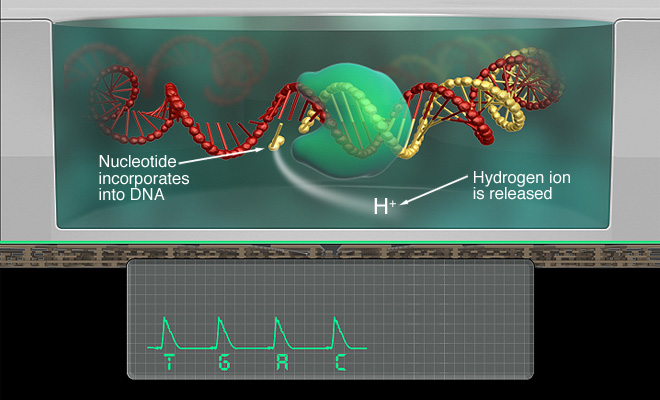 Nucleotide
incorporates
into DNA
Hydrogen ion
is released
H+
T G A C